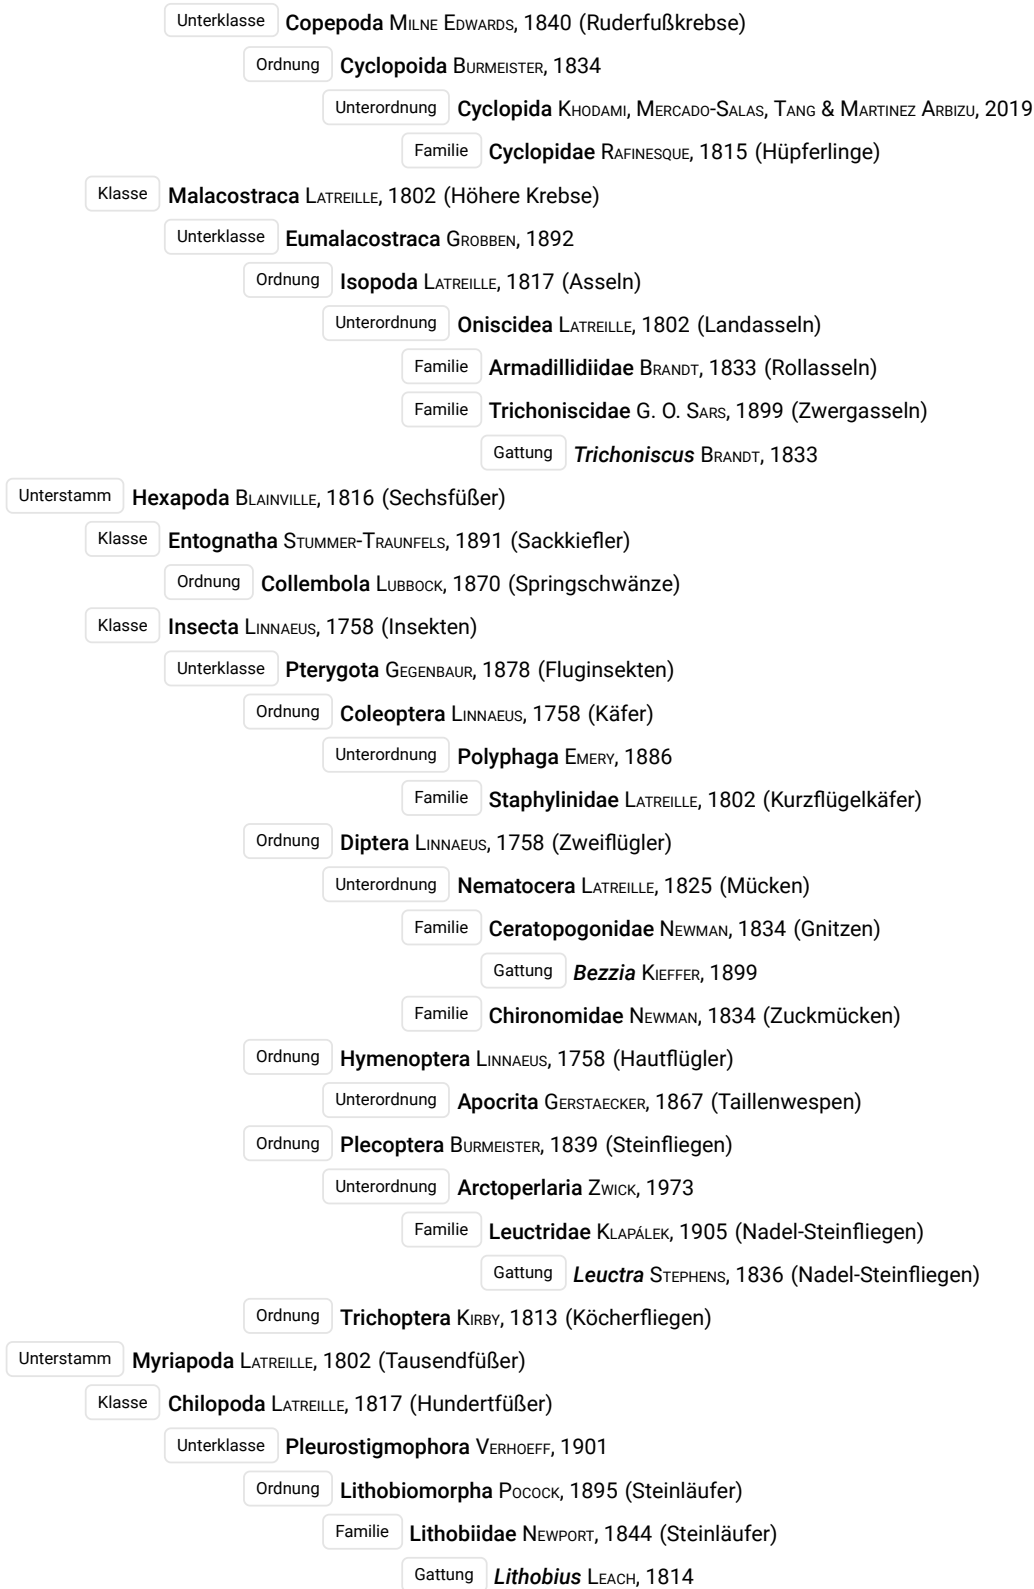 Unterklasse Copepoda Milne Edwards, 1840 (Ruderfußkrebse)
Ordnung Cyclopoida Burmeister, 1834
Unterordnung Cyclopida Khodami, Mercado-Salas, Tang & Martinez Arbizu, 2019
Familie Cyclopidae Rafinesque, 1815 (Hüpferlinge)
Klasse Malacostraca Latreille, 1802 (Höhere Krebse)
Unterklasse Eumalacostraca Grobben, 1892
Ordnung Isopoda Latreille, 1817 (Asseln)
Unterordnung Oniscidea Latreille, 1802 (Landasseln)
Familie Armadillidiidae Brandt, 1833 (Rollasseln)
Familie Trichoniscidae G. O. Sars, 1899 (Zwergasseln)
Gattung Trichoniscus Brandt, 1833
Unterstamm Hexapoda Blainville, 1816 (Sechsfüßer)
Klasse Entognatha Stummer-Traunfels, 1891 (Sackkiefler)
Ordnung Collembola Lubbock, 1870 (Springschwänze)
Klasse Insecta Linnaeus, 1758 (Insekten)
Unterklasse Pterygota Gegenbaur, 1878 (Fluginsekten)
Ordnung Coleoptera Linnaeus, 1758 (Käfer)
Unterordnung Polyphaga Emery, 1886
Familie Staphylinidae Latreille, 1802 (Kurzflügelkäfer)
Ordnung Diptera Linnaeus, 1758 (Zweiflügler)
Unterordnung Nematocera Latreille, 1825 (Mücken)
Familie Ceratopogonidae Newman, 1834 (Gnitzen)
Gattung Bezzia Kieffer, 1899
Familie Chironomidae Newman, 1834 (Zuckmücken)
Ordnung Hymenoptera Linnaeus, 1758 (Hautflügler)
Unterordnung Apocrita Gerstaecker, 1867 (Taillenwespen)
Ordnung Plecoptera Burmeister, 1839 (Steinfliegen)
Unterordnung Arctoperlaria Zwick, 1973
Familie Leuctridae Klapálek, 1905 (Nadel-Steinfliegen)
Gattung Leuctra Stephens, 1836 (Nadel-Steinfliegen)
Ordnung Trichoptera Kirby, 1813 (Köcherfliegen)
Unterstamm Myriapoda Latreille, 1802 (Tausendfüßer)
Klasse Chilopoda Latreille, 1817 (Hundertfüßer)
Unterklasse Pleurostigmophora Verhoeff, 1901
Ordnung Lithobiomorpha Pocock, 1895 (Steinläufer)
Familie Lithobiidae Newport, 1844 (Steinläufer)
Gattung Lithobius Leach, 1814